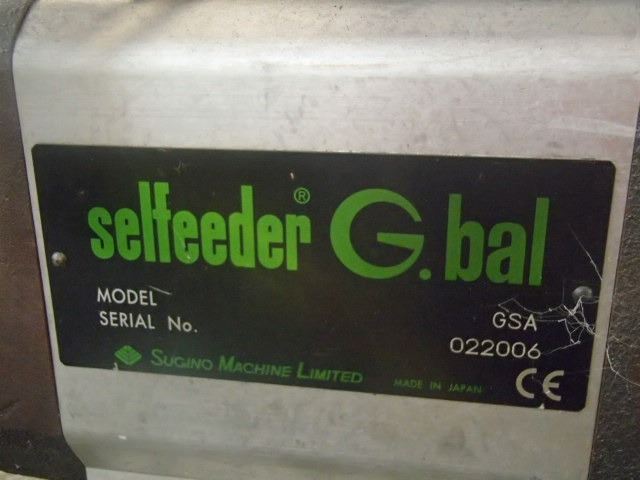 selfeeder® G.bal
MODEL GSA
SERIAL No. 022006
SUGINO MACHINE LIMITED MADE IN JAPAN CE